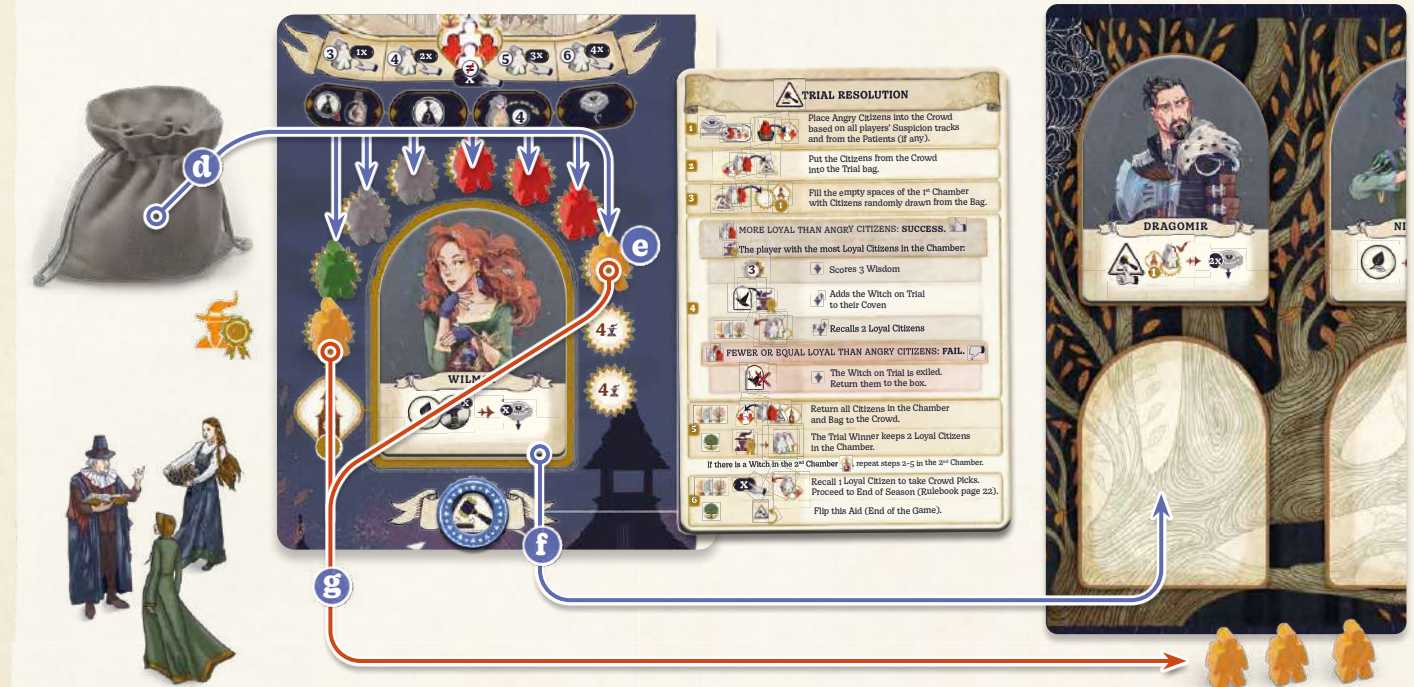 3 1x
4 2x
5 3x
6 4x
≠
x
4
d
e
4
4
WILM
x
x
f
g
TRIAL RESOLUTION
1
Place Angry Citizens into the Crowd
based on all players' Suspicion tracks
and from the Patients (if any).
2
Put the Citizens from the Crowd
into the Trial bag.
3
1
Fill the empty spaces of the 1st Chamber
with Citizens randomly drawn from the Bag.
4
MORE LOYAL THAN ANGRY CITIZENS: SUCCESS.
The player with the most Loyal Citizens in the Chamber:
3
Scores 3 Wisdom
Adds the Witch on Trial
to their Coven
Recalls 2 Loyal Citizens
FEWER OR EQUAL LOYAL THAN ANGRY CITIZENS: FAIL.
The Witch on Trial is exiled.
Return them to the box.
5
Return all Citizens in the Chamber
and Bag to the Crowd.
The Trial Winner keeps 2 Loyal Citizens
in the Chamber.
If there is a Witch in the 2nd Chamber , repeat steps 2-5 in the 2nd Chamber.
6
X
Recall 1 Loyal Citizen to take Crowd Picks.
Proceed to End of Season (Rulebook page 22).
Flip this Aid (End of the Game).
DRAGOMIR
1
2x
NI